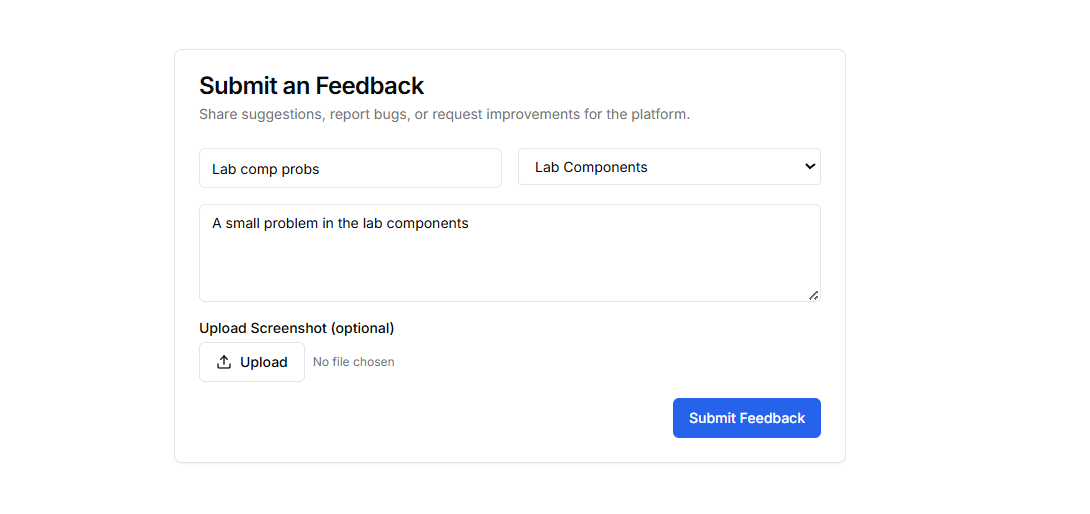 Submit an Feedback
Share suggestions, report bugs, or request improvements for the platform.
Lab comp probs
Lab Components
A small problem in the lab components
Upload Screenshot (optional)
Upload
No file chosen
Submit Feedback